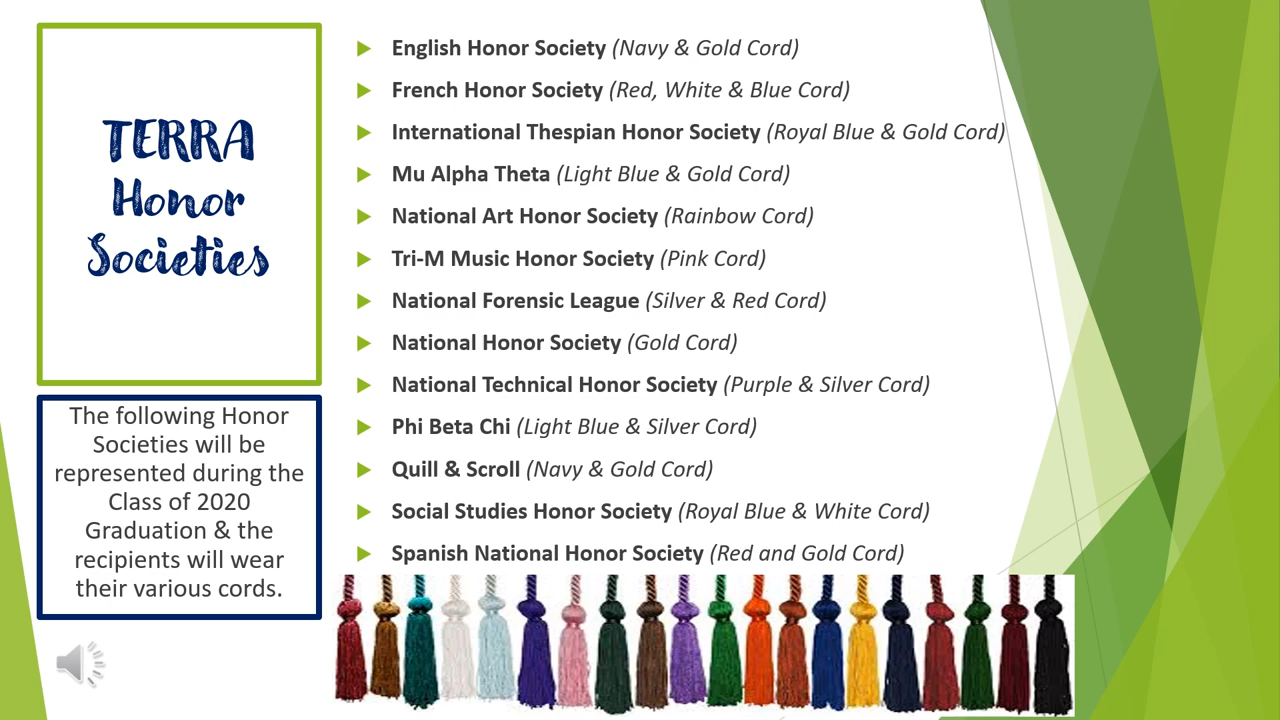 TERRA
Honor
Societies
The following Honor
Societies will be
represented during the
Class of 2020
Graduation & the
recipients will wear
their various cords.
English Honor Society (Navy & Gold Cord)
French Honor Society (Red, White & Blue Cord)
International Thespian Honor Society (Royal Blue & Gold Cord)
Mu Alpha Theta (Light Blue & Gold Cord)
National Art Honor Society (Rainbow Cord)
Tri-M Music Honor Society (Pink Cord)
National Forensic League (Silver & Red Cord)
National Honor Society (Gold Cord)
National Technical Honor Society (Purple & Silver Cord)
Phi Beta Chi (Light Blue & Silver Cord)
Quill & Scroll (Navy & Gold Cord)
Social Studies Honor Society (Royal Blue & White Cord)
Spanish National Honor Society (Red and Gold Cord)